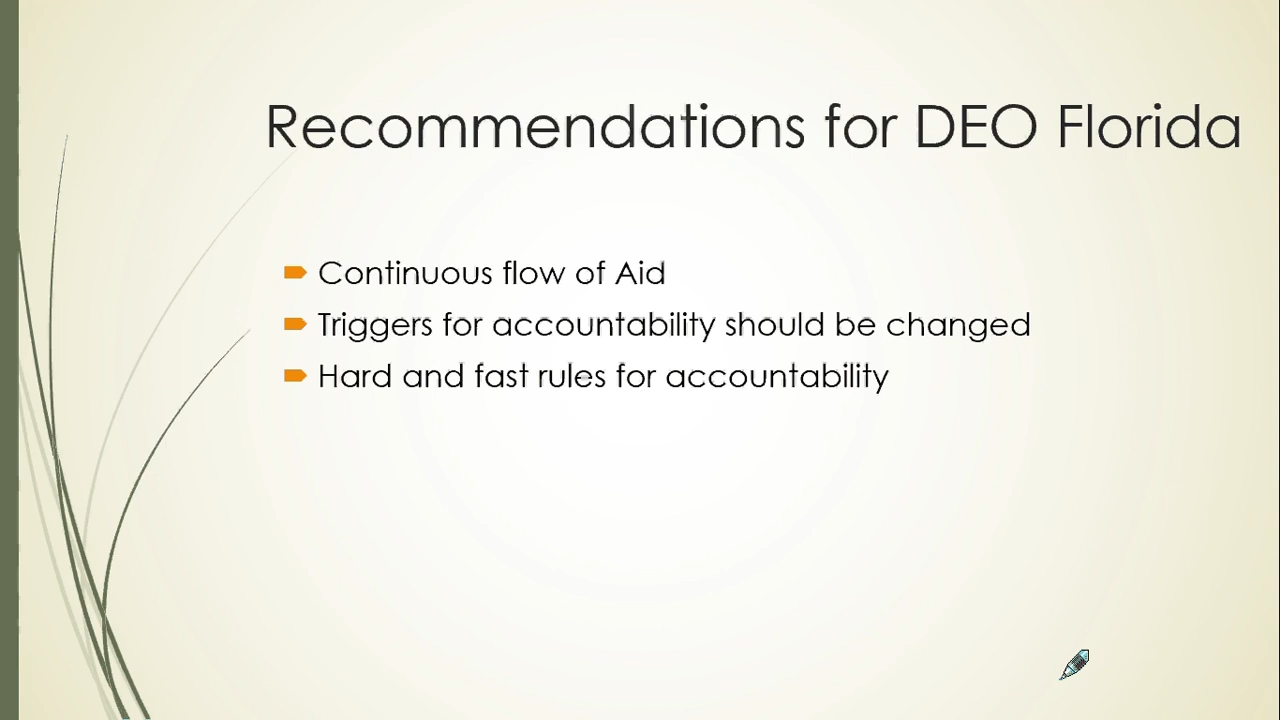 Recommendations for DEO Florida
Continuous flow of Aid
Triggers for accountability should be changed
Hard and fast rules for accountability